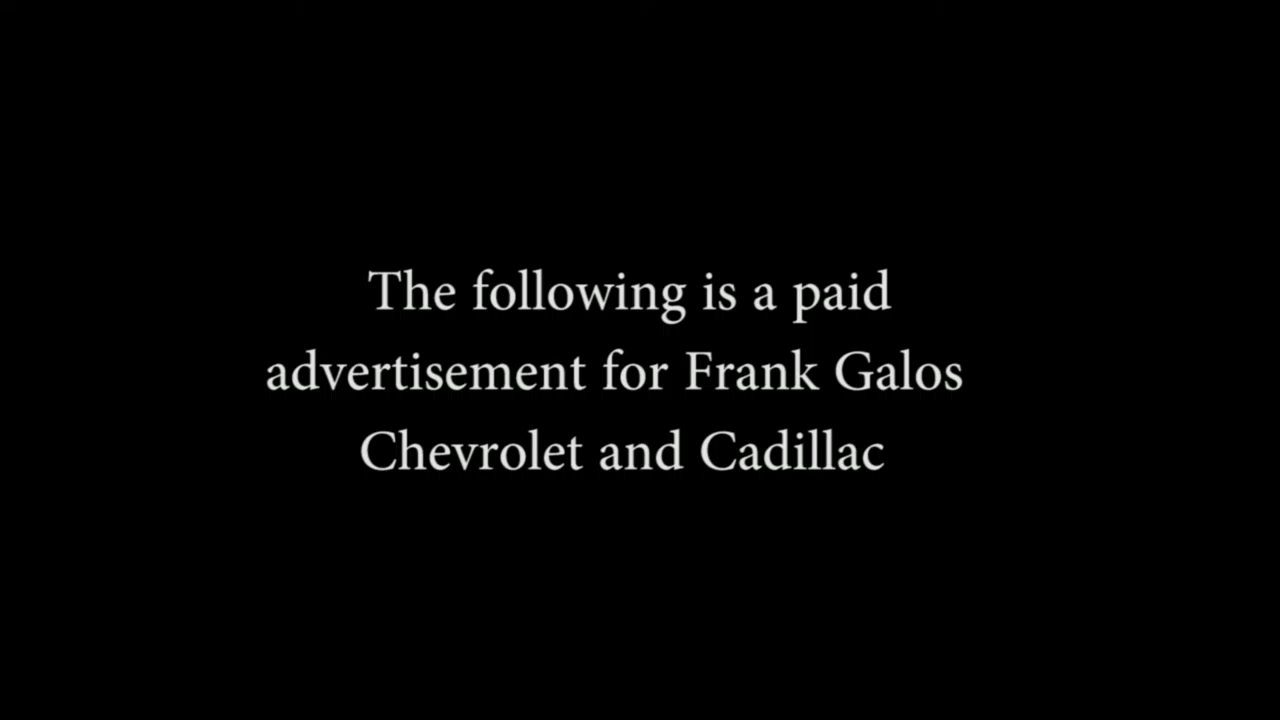 The following is a paid
advertisement for Frank Galos
Chevrolet and Cadillac